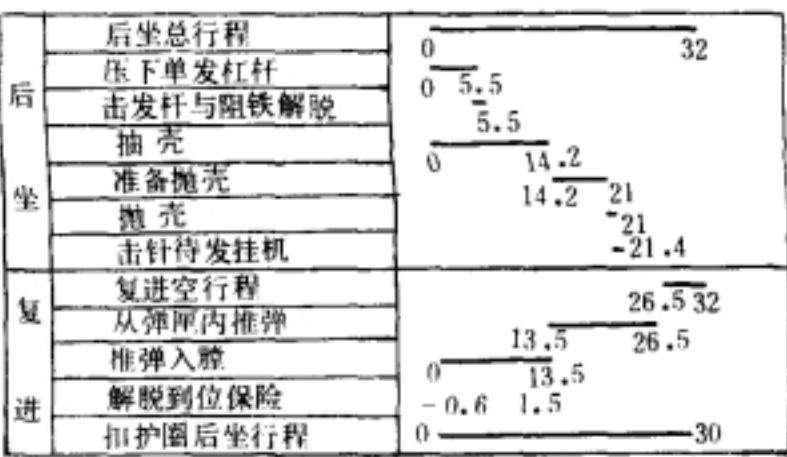 后坐
后坐总行程 0 32
压下单发杠杆 0 5.5
击发杆与阻铁解脱 5.5
抽壳 0 14.2
准备抛壳 14.2 21
抛壳 21
击针待发挂机 21.4
复进
复进空行程 26.5 32
从弹匣内推弹 13.5 26.5
推弹入膛 0 13.5
解脱到位保险 -0.6 1.5
扣护圈后坐行程 0 30